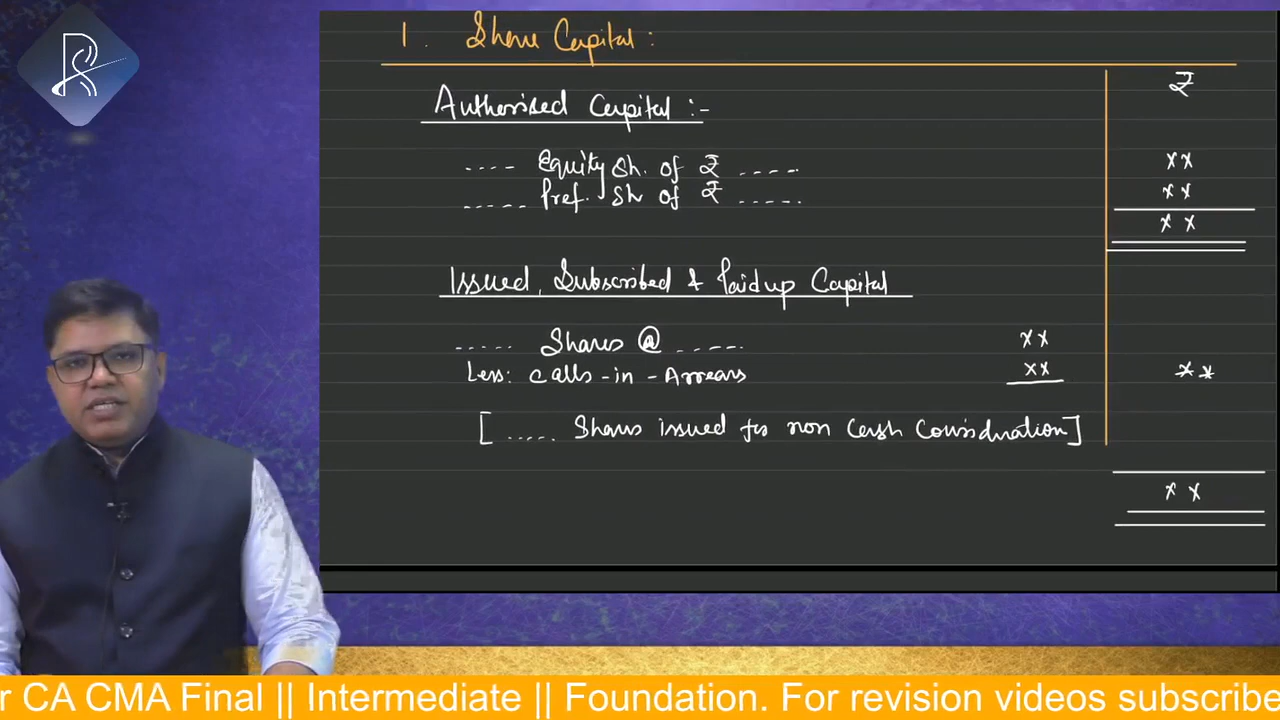 1. Share Capital:
₹
Authorised Capital :-
.... Equity Sh. of ₹ .... xx
..... Pref. Sh of ₹ ..... xx
xx
Issued, Subscribed & Paidup Capital
..... Shares @ ..... xx
Less: Calls-in-Arrears xx xx
[ ..... Shares issued for non cash Consideration]
xx
r CA CMA Final || Intermediate || Foundation. For revision videos subscribe